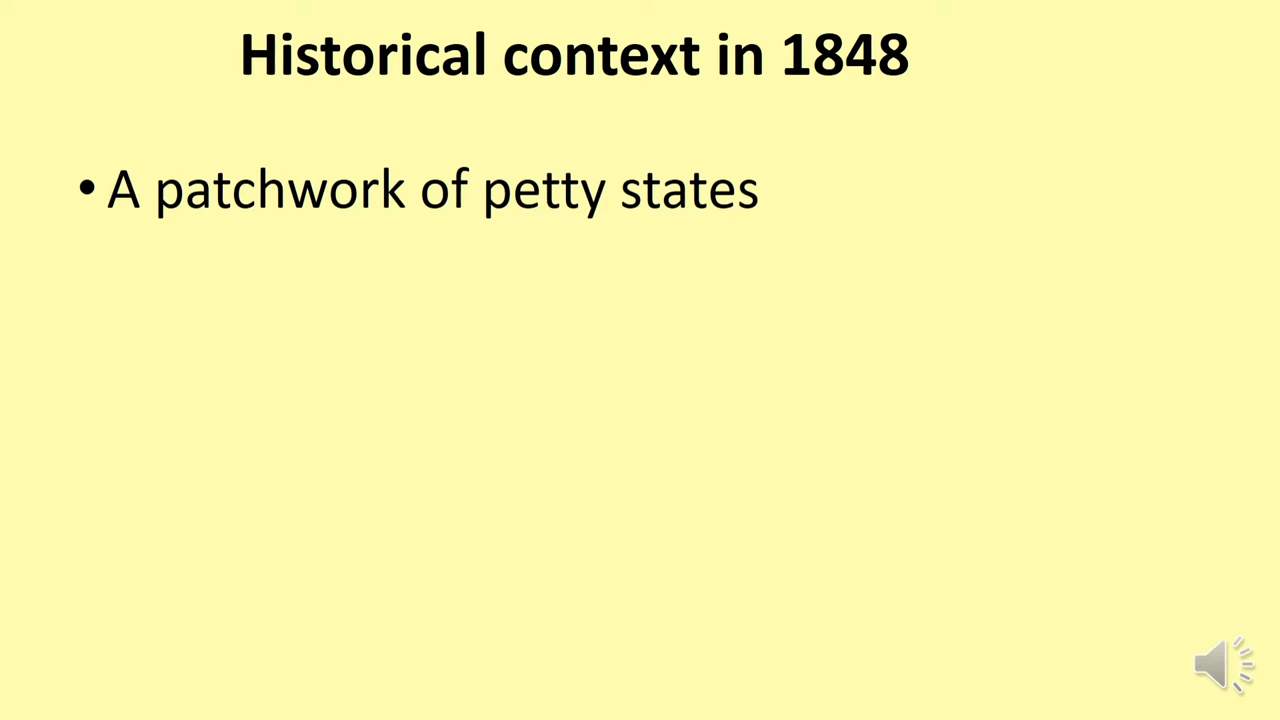 Historical context in 1848
• A patchwork of petty states